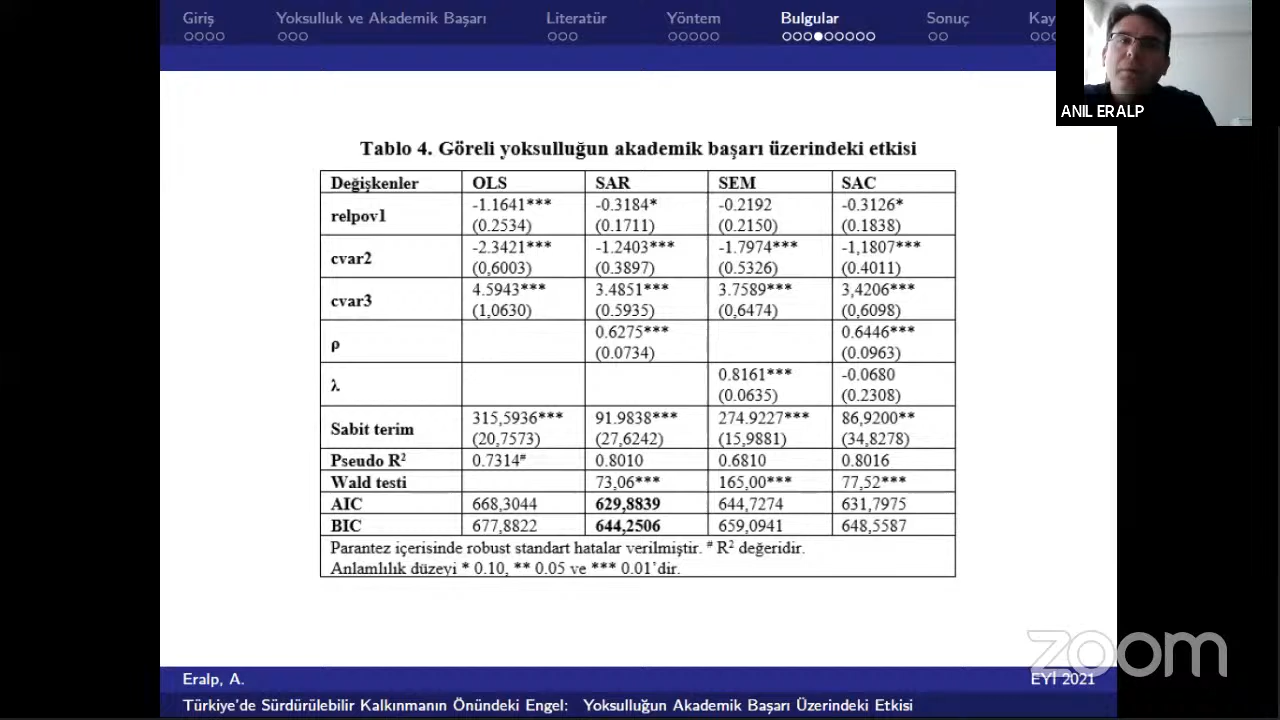 Giriş Yoksulluk ve Akademik Başarı Literatür Yöntem Bulgular Sonuç Kay
ANIL ERALP
Tablo 4. Göreli yoksulluğun akademik başarı üzerindeki etkisi
Değişkenler OLS SAR SEM SAC
relpov1 -1.1641*** -0.3184* -0.2192 -0.3126*
(0.2534) (0.1711) (0.2150) (0.1838)
cvar2 -2.3421*** -1.2403*** -1.7974*** -1,1807***
(0,6003) (0.3897) (0.5326) (0.4011)
cvar3 4.5943*** 3.4851*** 3.7589*** 3,4206***
(1,0630) (0.5935) (0,6474) (0,6098)
ρ 0.6275*** 0.6446***
(0.0734) (0.0963)
λ 0.8161*** -0.0680
(0.0635) (0.2308)
Sabit terim 315,5936*** 91.9838*** 274.9227*** 86,9200**
(20,7573) (27,6242) (15,9881) (34,8278)
Pseudo R² 0.7314# 0.8010 0.6810 0.8016
Wald testi 73,06*** 165,00*** 77,52***
AIC 668,3044 629,8839 644,7274 631,7975
BIC 677,8822 644,2506 659,0941 648,5587
Parantez içerisinde robust standart hatalar verilmiştir. # R² değeridir.
Anlamlılık düzeyi * 0.10, ** 0.05 ve *** 0.01'dir.
zoom
Eralp, A. EYİ 2021
Türkiye'de Sürdürülebilir Kalkınmanın Önündeki Engel: Yoksulluğun Akademik Başarı Üzerindeki Etkisi